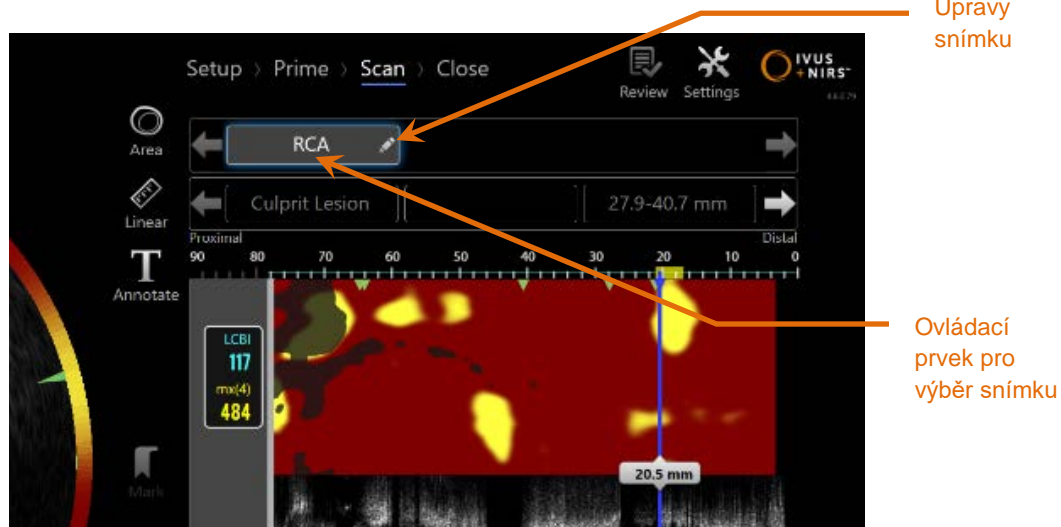 Úpravy
snímku
Setup > Prime > Scan > Close
Review Settings
IVUS
+NIRS
Area
RCA
Linear
Culprit Lesion
27.9-40.7 mm
Proximal
Distal
90 80 70 60 50 40 30 20 10 0
Annotate
LCBI
117
mx(4)
484
Ovládací
prvek pro
výběr snímku
20.5 mm
Mark